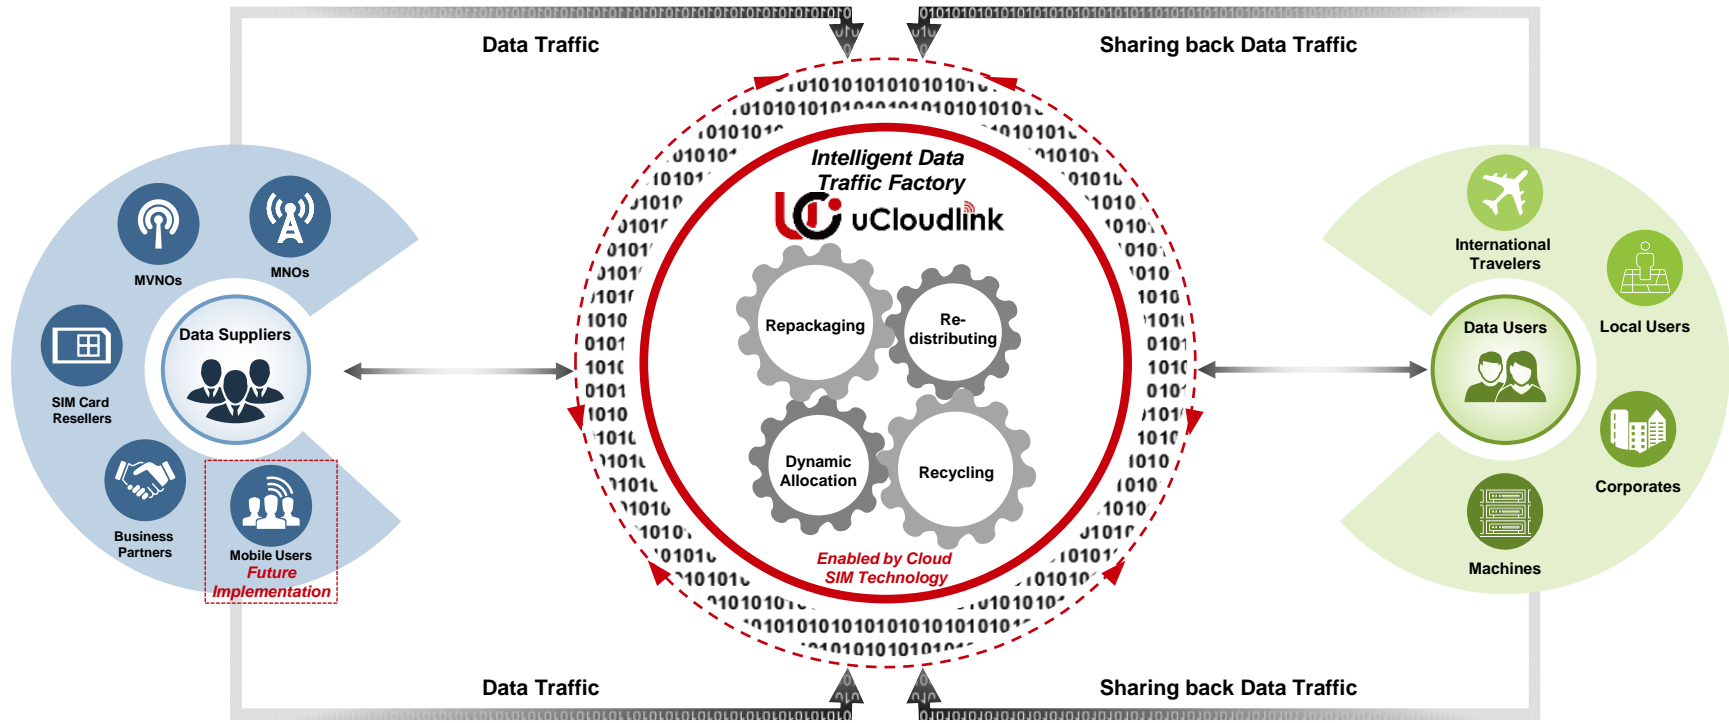 Data Traffic
Sharing back Data Traffic
MVNOs
MNOs
SIM Card
Resellers
Data Suppliers
Business
Partners
Mobile Users
Future
Implementation
Intelligent Data
Traffic Factory
uCloudlink
Repackaging
Re-
distributing
Dynamic
Allocation
Recycling
Enabled by Cloud
SIM Technology
International
Travelers
Data Users
Local Users
Corporates
Machines
Data Traffic
Sharing back Data Traffic